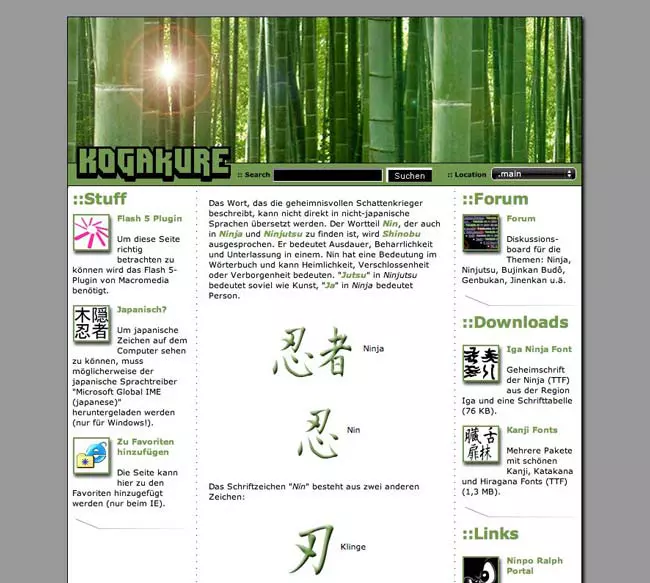 KOGAKURE
:: Search
Suchen
:: Location
.main
::Stuff
Flash 5 Plugin
Um diese Seite
richtig
betrachten zu
können wird das Flash 5-
Plugin von Macromedia
benötigt.
Japanisch?
木隠
忍者
Um japanische
Zeichen auf dem
Computer sehen
zu können, muss
möglicherweise der
japanische Sprachtreiber
"Microsoft Global IME
(japanese)"
heruntergeladen werden
(nur für Windows!).
Zu Favoriten
hinzufügen
Die Seite kann
hier zu den
Favoriten hinzugefügt
werden (nur beim IE).
Das Wort, das die geheimnisvollen Schattenkrieger
beschreibt, kann nicht direkt in nicht-japanische
Sprachen übersetzt werden. Der Wortteil Nin, der auch
in Ninja und Ninjutsu zu finden ist, wird Shinobu
ausgesprochen. Er bedeutet Ausdauer, Beharrlichkeit
und Unterlassung in einem. Nin hat eine Bedeutung im
Wörterbuch und kann Heimlichkeit, Verschlossenheit
oder Verborgenheit bedeuten. "Jutsu" in Ninjutsu
bedeutet soviel wie Kunst, "Ja" in Ninja bedeutet
Person.
忍者 Ninja
忍 Nin
Das Schriftzeichen "Nin" besteht aus zwei anderen
Zeichen:
刃 Klinge
::Forum
Forum
Diskussions-
board für die
Themen: Ninja,
Ninjutsu, Bujinkan Budô,
Genbukan, Jinenkan u.ä.
::Downloads
Iga Ninja Font
Geheimschrift
der Ninja (TTF)
aus der Region
Iga und eine Schrifttabelle
(76 KB).
Kanji Fonts
Mehrere Pakete
mit schönen
Kanji, Katakana
und Hiragana Fonts (TTF)
(1,3 MB).
::Links
Ninpo Ralph
Portal